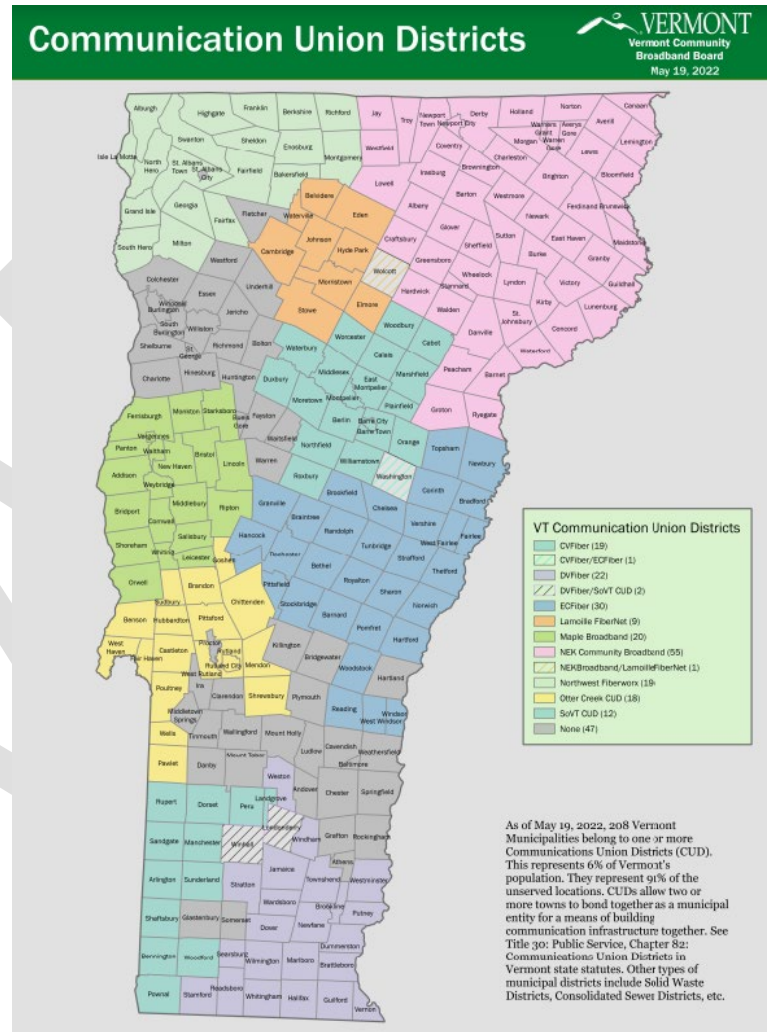 Communication Union Districts
VERMONT
Vermont Community
Broadband Board
May 19, 2022
Alburgh
Highgate
Franklin
Berkshire
Richford
Jay
Troy
Newport
Town
Newport City
Derby
Holland
Norton
Canaan
Warners
Grant
Averys
Gore
Averill
Isle La Motte
North
Hero
Swanton
Sheldon
Enosburg
Montgomery
Westfield
Coventry
Morgan
Warren
Gore
Lewis
Lemington
St. Albans
Town
St. Albans
City
Fairfield
Bakersfield
Lowell
Irasburg
Brownington
Charleston
Brighton
Bloomfield
Grand Isle
Georgia
Fairfax
Fletcher
Waterville
Belvidere
Eden
Albany
Barton
Westmore
Newark
Ferdinand
Brunswick
South Hero
Milton
Cambridge
Johnson
Hyde Park
Craftsbury
Glover
Sutton
East Haven
Maidstone
Westford
Wolcott
Greensboro
Sheffield
Burke
Granby
Colchester
Underhill
Morristown
Hardwick
Stannard
Wheelock
Lyndon
Victory
Guildhall
Essex
Winooski
Burlington
Jericho
Stowe
Elmore
Walden
Kirby
Lunenburg
South
Burlington
Williston
Woodbury
Danville
St.
Johnsbury
Concord
Shelburne
St.
George
Richmond
Bolton
Waterbury
Worcester
Calais
Cabot
Waterford
Charlotte
Hinesburg
Huntington
Duxbury
Middlesex
East
Montpelier
Marshfield
Peacham
Barnet
Moretown
Montpelier
Plainfield
Ferrisburgh
Monkton
Starksboro
Buels
Gore
Fayston
Berlin
Barre City
Barre Town
Groton
Ryegate
Vergennes
Panton
Waltham
Bristol
Waitsfield
Northfield
Orange
Topsham
Newbury
Addison
New Haven
Lincoln
Warren
Williamstown
Washington
Weybridge
Roxbury
Corinth
Bridport
Middlebury
Ripton
Granville
Brookfield
Chelsea
Bradford
Cornwall
Braintree
Vershire
Shoreham
Salisbury
Hancock
Randolph
Tunbridge
West Fairlee
Fairlee
Whiting
Leicester
Goshen
Rochester
Bethel
Strafford
Orwell
Brandon
Pittsfield
Royalton
Thetford
Sudbury
Chittenden
Stockbridge
Sharon
Benson
Hubbardton
Pittsford
Barnard
Norwich
West
Haven
Castleton
Proctor
Rutland
Killington
Pomfret
Hartford
Fair Haven
Rutland City
Mendon
Bridgewater
Woodstock
West Rutland
Hartland
Poultney
Ira
Clarendon
Shrewsbury
Plymouth
Reading
Windsor
West Windsor
Middletown
Springs
Wells
Tinmouth
Wallingford
Mount Holly
Ludlow
Cavendish
Weathersfield
Baltimore
Pawlet
Danby
Mount Tabor
Weston
Andover
Chester
Springfield
Rupert
Dorset
Peru
Landgrove
Londonderry
Windham
Grafton
Rockingham
Sandgate
Manchester
Winhall
Athens
Jamaica
Townshend
Westminster
Arlington
Sunderland
Stratton
Wardsboro
Brookline
Putney
Shaftsbury
Glastenbury
Somerset
Dover
Newfane
Dummerston
Bennington
Woodford
Searsburg
Wilmington
Marlboro
Brattleboro
Pownal
Stamford
Readsboro
Whitingham
Halifax
Guilford
Vernon
VT Communication Union Districts
CVFiber (19)
CVFiber/ECFiber (1)
DVFiber (22)
DVFiber/SoVT CUD (2)
ECFiber (30)
Lamoille FiberNet (9)
Maple Broadband (20)
NEK Community Broadband (55)
NEKBroadband/LamoilleFiberNet (1)
Northwest Fiberworx (19
Otter Creek CUD (18)
SoVT CUD (12)
None (47)
As of May 19, 2022, 208 Vermont
Municipalities belong to one or more
Communications Union Districts (CUD).
This represents 6% of Vermont's
population. They represent 91% of the
unserved locations. CUDs allow two or
more towns to bond together as a municipal
entity for a means of building
communication infrastructure together. See
Title 30: Public Service, Chapter 82:
Communications Union Districts in
Vermont state statutes. Other types of
municipal districts include Solid Waste
Districts, Consolidated Sewer Districts, etc.